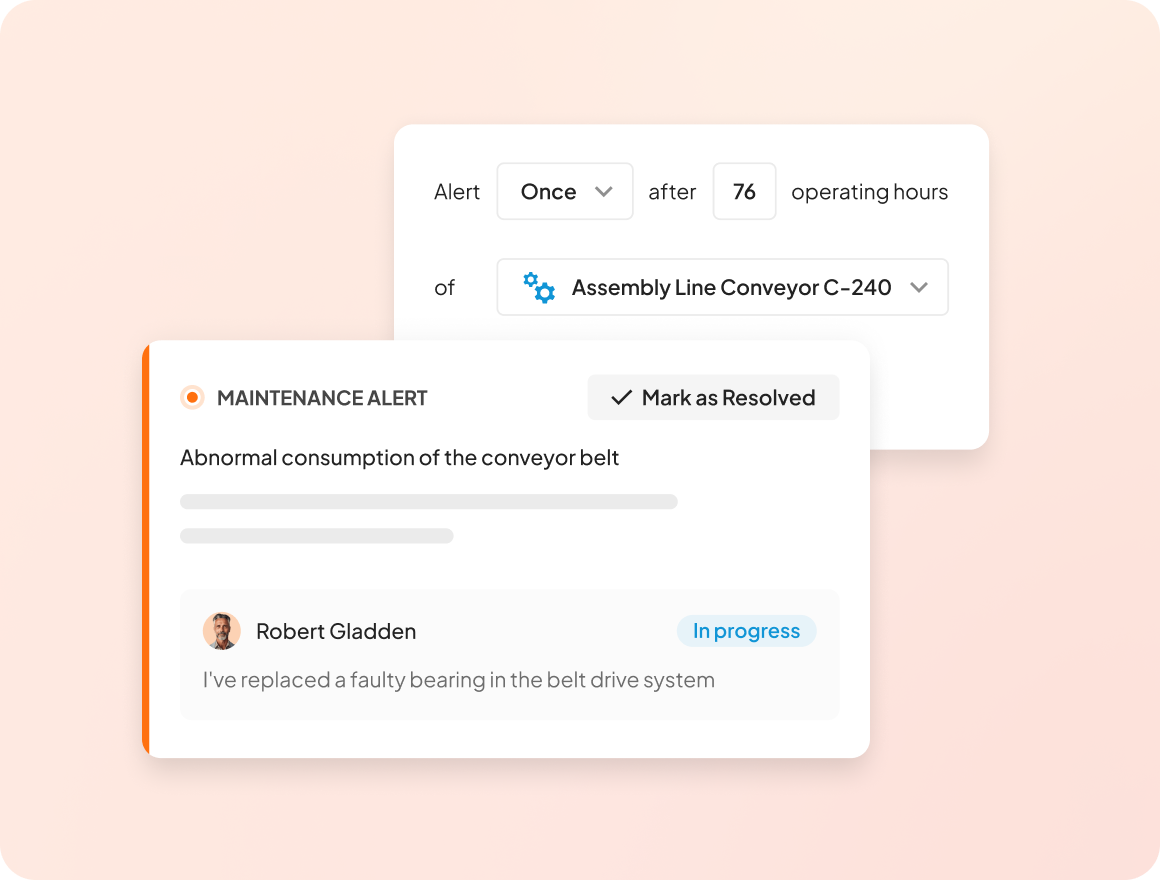 Alert Once after 76 operating hours
of Assembly Line Conveyor C-240
MAINTENANCE ALERT Mark as Resolved
Abnormal consumption of the conveyor belt
Robert Gladden In progress
I've replaced a faulty bearing in the belt drive system